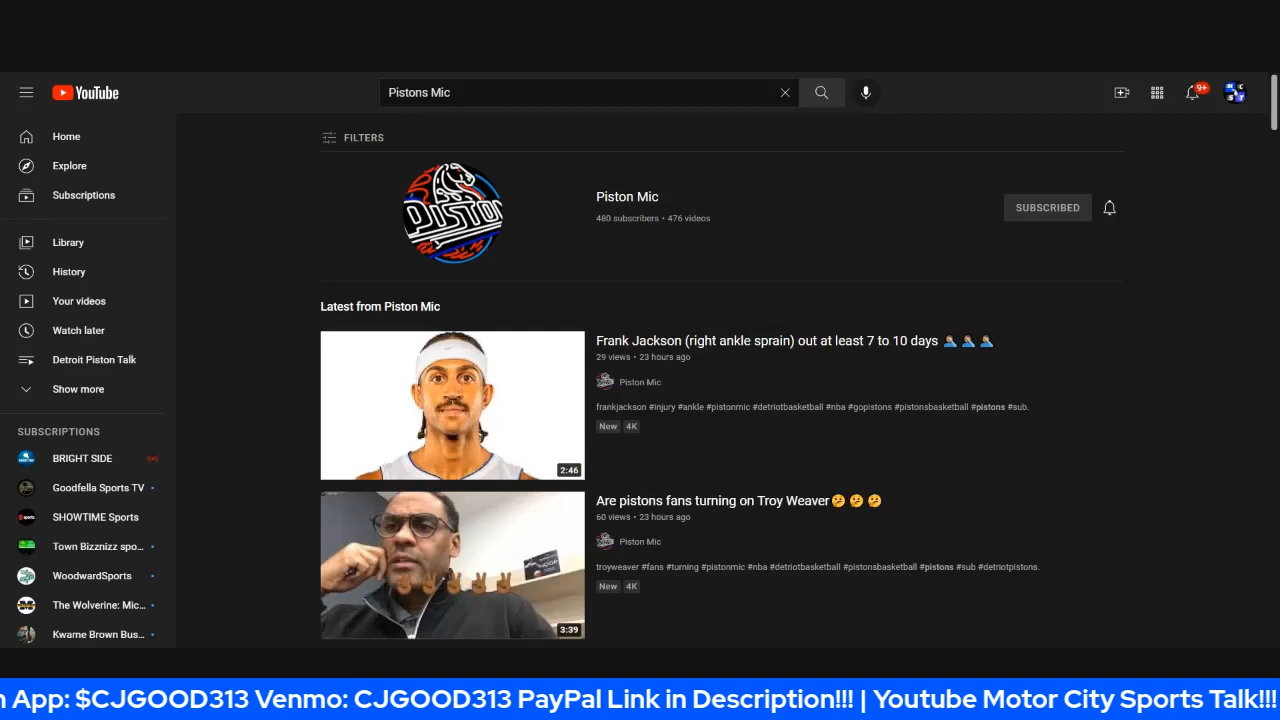 YouTube
Pistons Mic
9+
Home
Explore
Subscriptions
Library
History
Your videos
Watch later
Detroit Piston Talk
Show more
SUBSCRIPTIONS
BRIGHT SIDE
Goodfella Sports TV
SHOWTIME Sports
Town Bizznizz spo...
WoodwardSports
The Wolverine: Mic...
Kwame Brown Bus...
FILTERS
PISTON
Piston Mic
480 subscribers • 476 videos
SUBSCRIBED
Latest from Piston Mic
2:46
Frank Jackson (right ankle sprain) out at least 7 to 10 days 🤦🏽‍♂️ 🤦🏽‍♂️ 🤦🏽‍♂️
29 views • 23 hours ago
Piston Mic
frankjackson #injury #ankle #pistonmic #detriotbasketball #nba #gopistons #pistonsbasketball #pistons #sub.
New 4K
3:39
Are pistons fans turning on Troy Weaver🤔 🤔 🤔
60 views • 23 hours ago
Piston Mic
troyweaver #fans #turning #pistonmic #nba #detriotbasketball #pistonsbasketball #pistons #sub #detriotpistons.
New 4K
App: $CJGOOD313 Venmo: CJGOOD313 PayPal Link in Description!!! | Youtube Motor City Sports Talk!!!